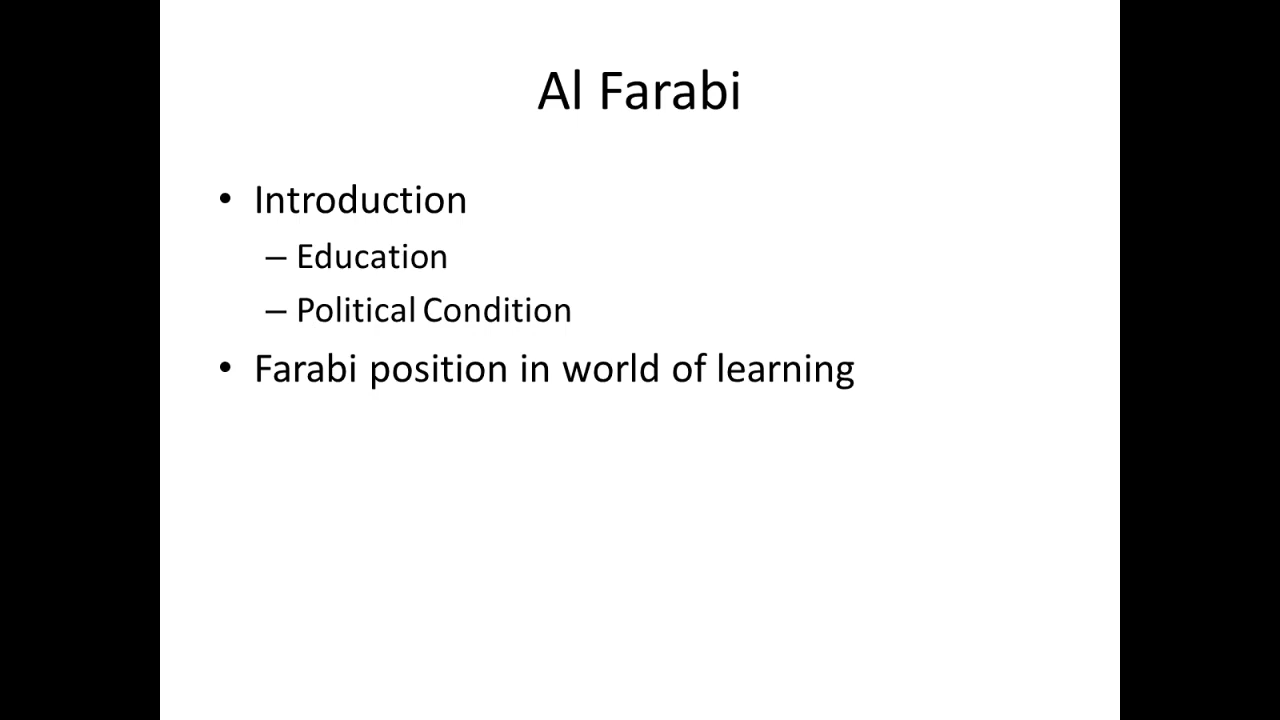 Al Farabi
• Introduction
– Education
– Political Condition
• Farabi position in world of learning